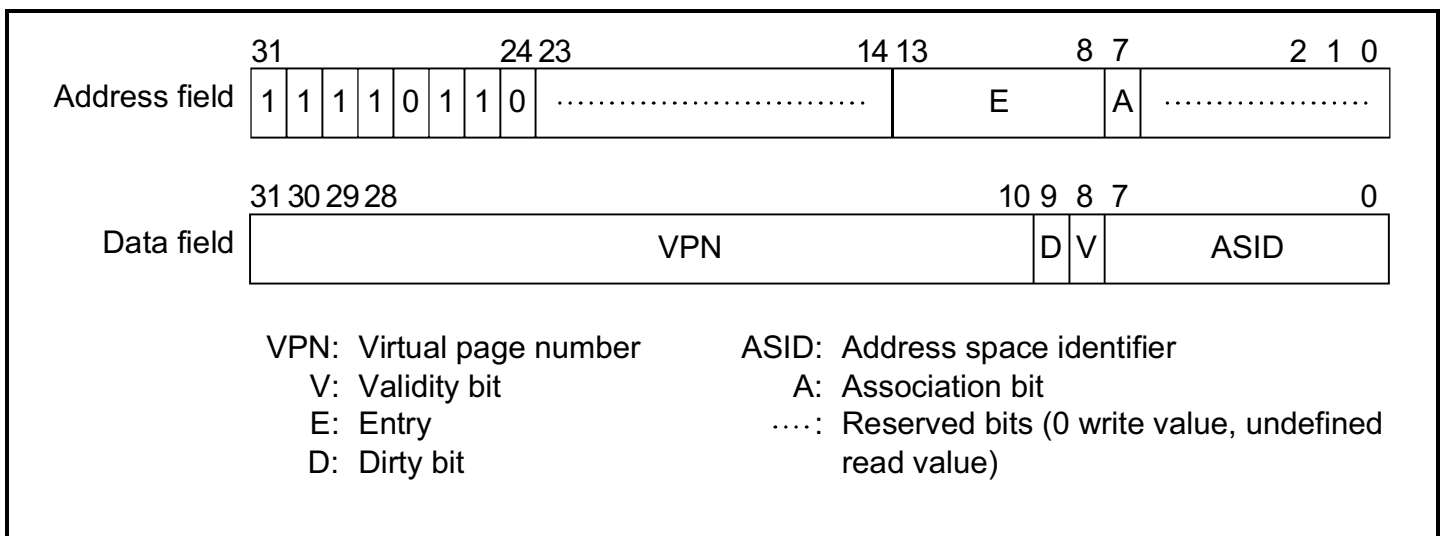 31 24 23 14 13 8 7 2 1 0
Address field 1 1 1 1 0 1 1 0 .............................. E A ....................
31 30 29 28 10 9 8 7 0
Data field VPN D V ASID
VPN: Virtual page number ASID: Address space identifier
V: Validity bit A: Association bit
E: Entry ....: Reserved bits (0 write value, undefined
D: Dirty bit read value)